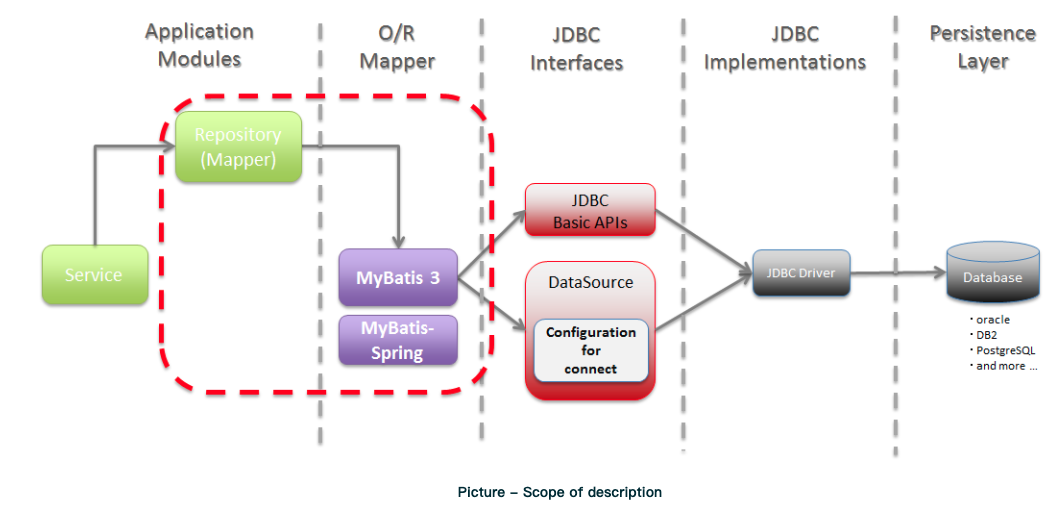 Application
Modules
O/R
Mapper
JDBC
Interfaces
JDBC
Implementations
Persistence
Layer
Repository
(Mapper)
Service
MyBatis 3
MyBatis-
Spring
JDBC
Basic APIs
DataSource
Configuration
for
connect
JDBC Driver
Database
・oracle
・DB2
・PostgreSQL
・and more ...
Picture – Scope of description